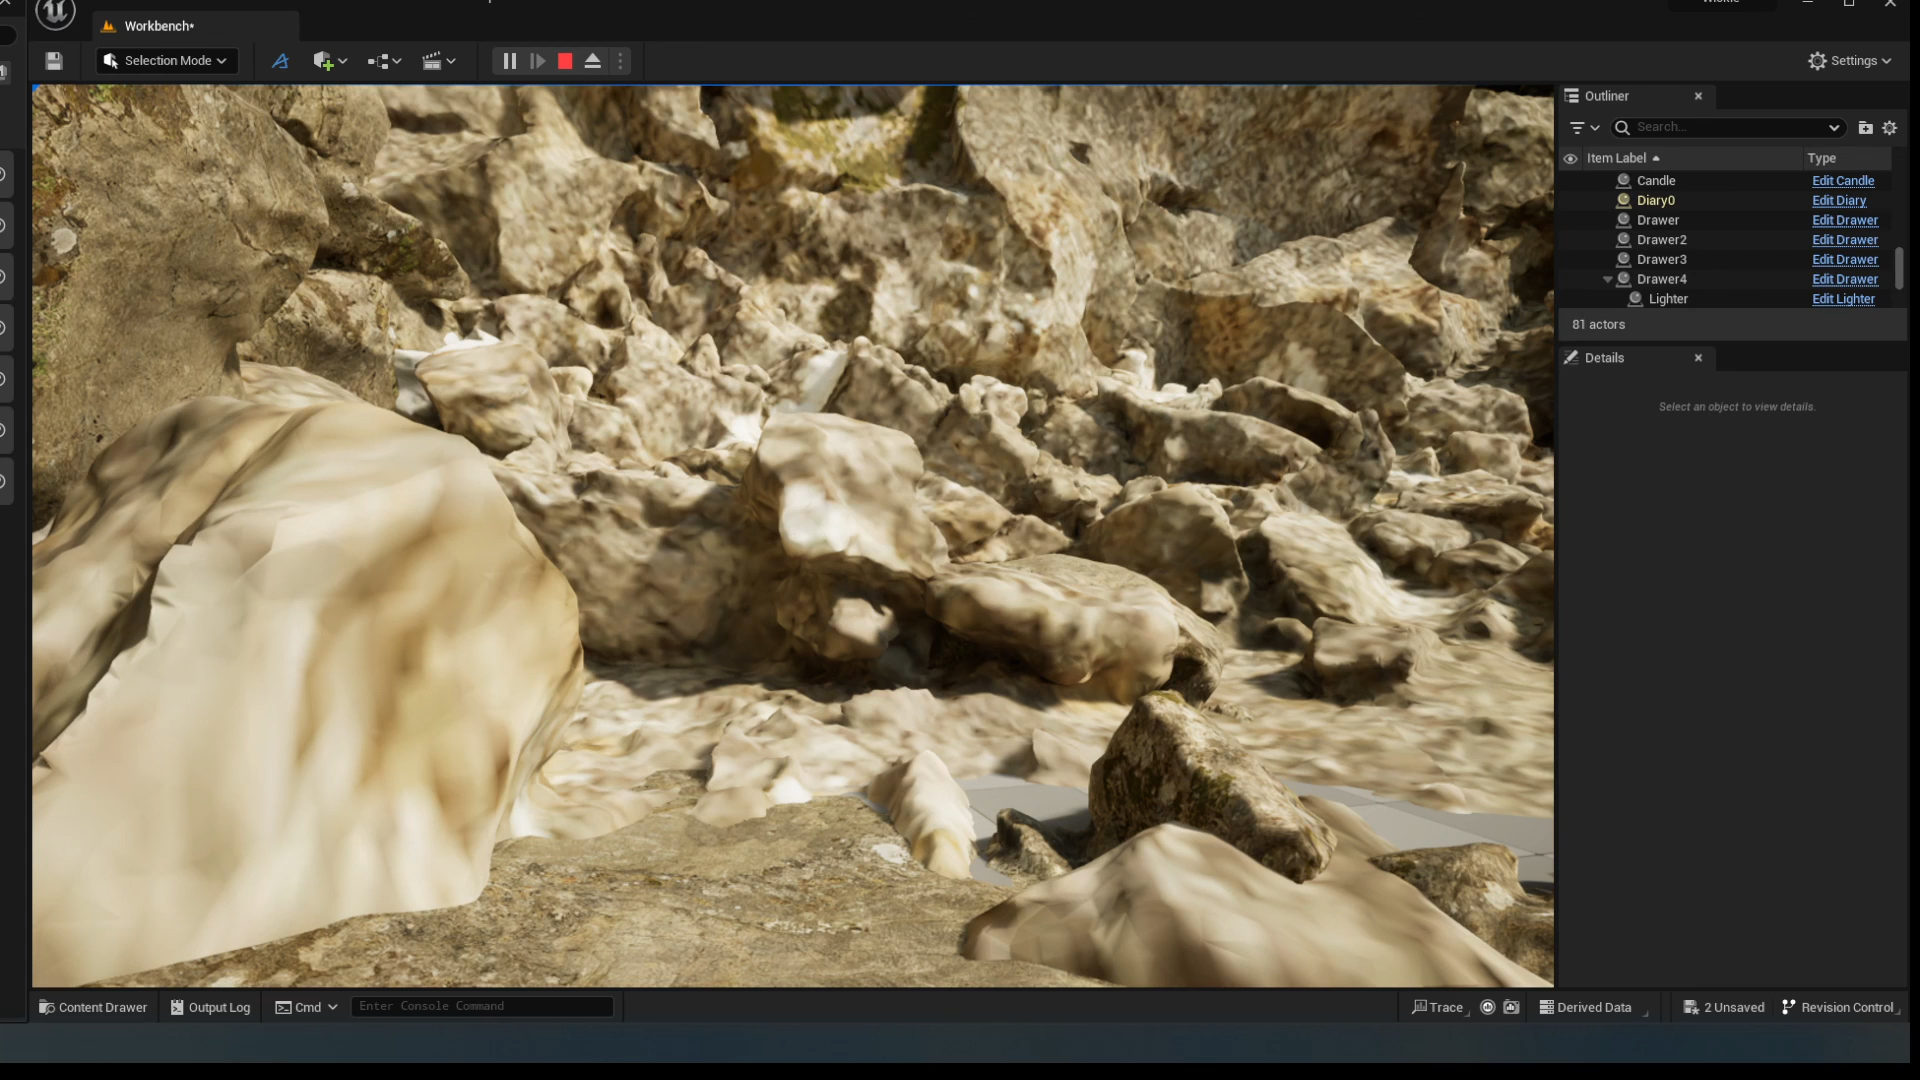 Workbench*
Selection Mode
Settings
Outliner
Search...
Item Label
Type
Candle
Edit Candle
Diary0
Edit Diary
Drawer
Edit Drawer
Drawer2
Edit Drawer
Drawer3
Edit Drawer
Drawer4
Edit Drawer
Lighter
Edit Lighter
81 actors
Details
Select an object to view details.
Content Drawer
Output Log
Cmd
Enter Console Command
Trace
Derived Data
2 Unsaved
Revision Control